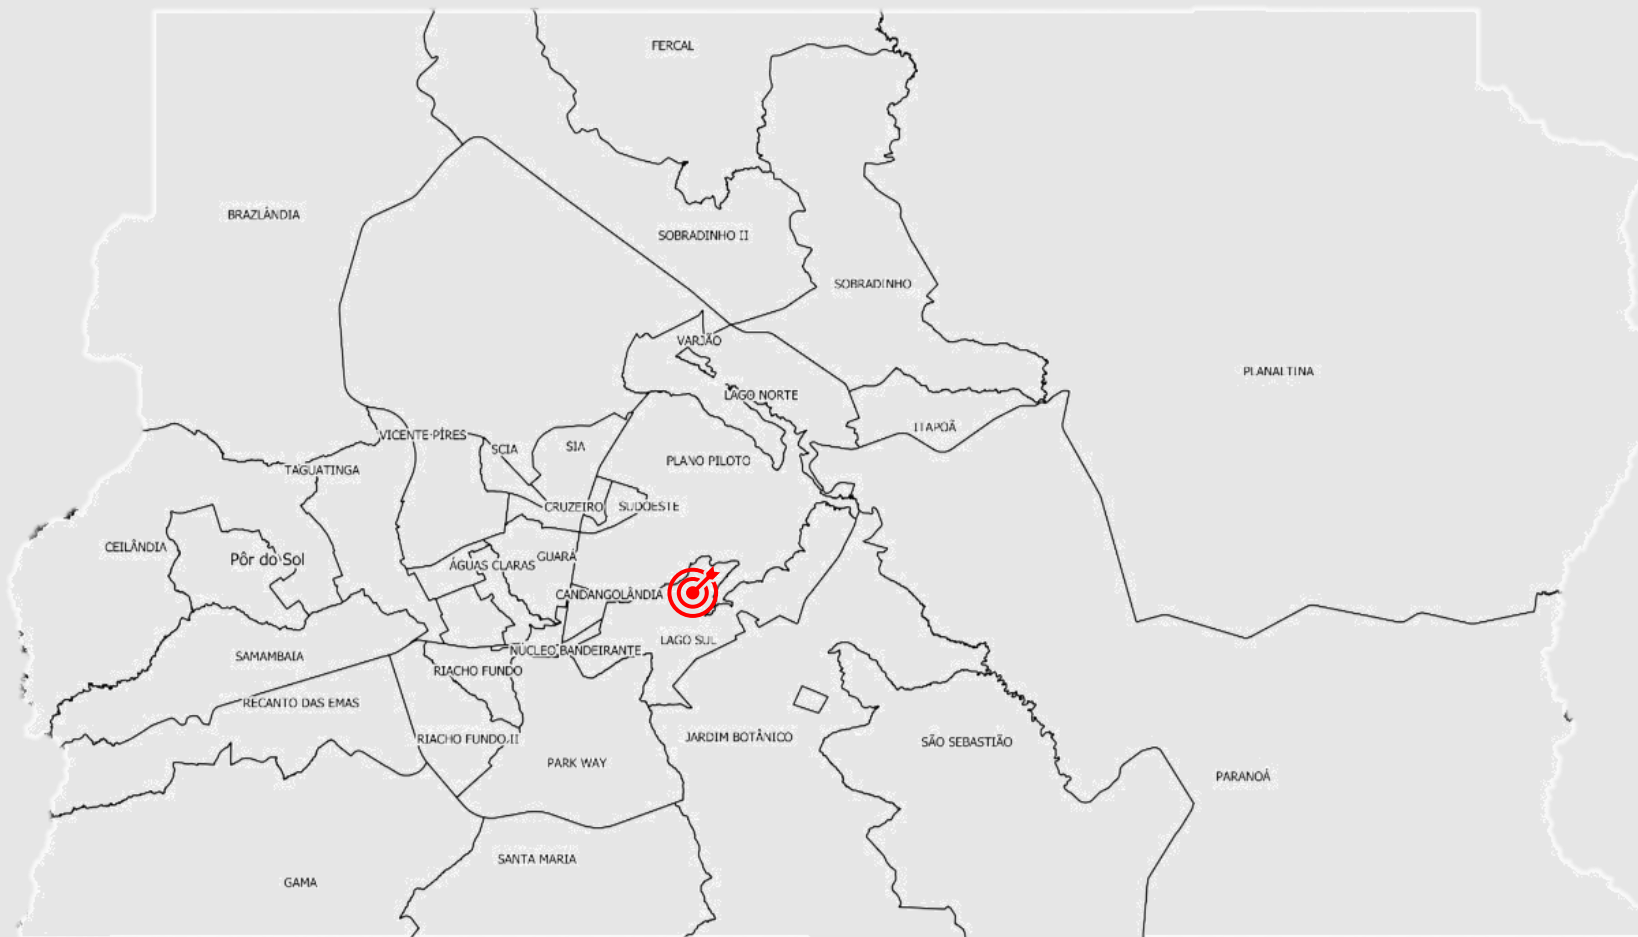 FERCAL
BRAZLÂNDIA
SOBRADINHO II
SOBRADINHO
VARJÃO
PLANALTINA
LAGO NORTE
ITAPOÃ
VICENTE PIRES
SCIA
SIA
PLANO PILOTO
TAGUATINGA
CRUZEIRO
SUDOESTE
CEILÂNDIA
Pôr do Sol
ÁGUAS CLARAS
GUARÁ
CANDANGOLÂNDIA
LAGO SUL
NÚCLEO BANDEIRANTE
SAMAMBAIA
RIACHO FUNDO
RECANTO DAS EMAS
RIACHO FUNDO II
JARDIM BOTÂNICO
SÃO SEBASTIÃO
PARK WAY
PARANOÁ
SANTA MARIA
GAMA